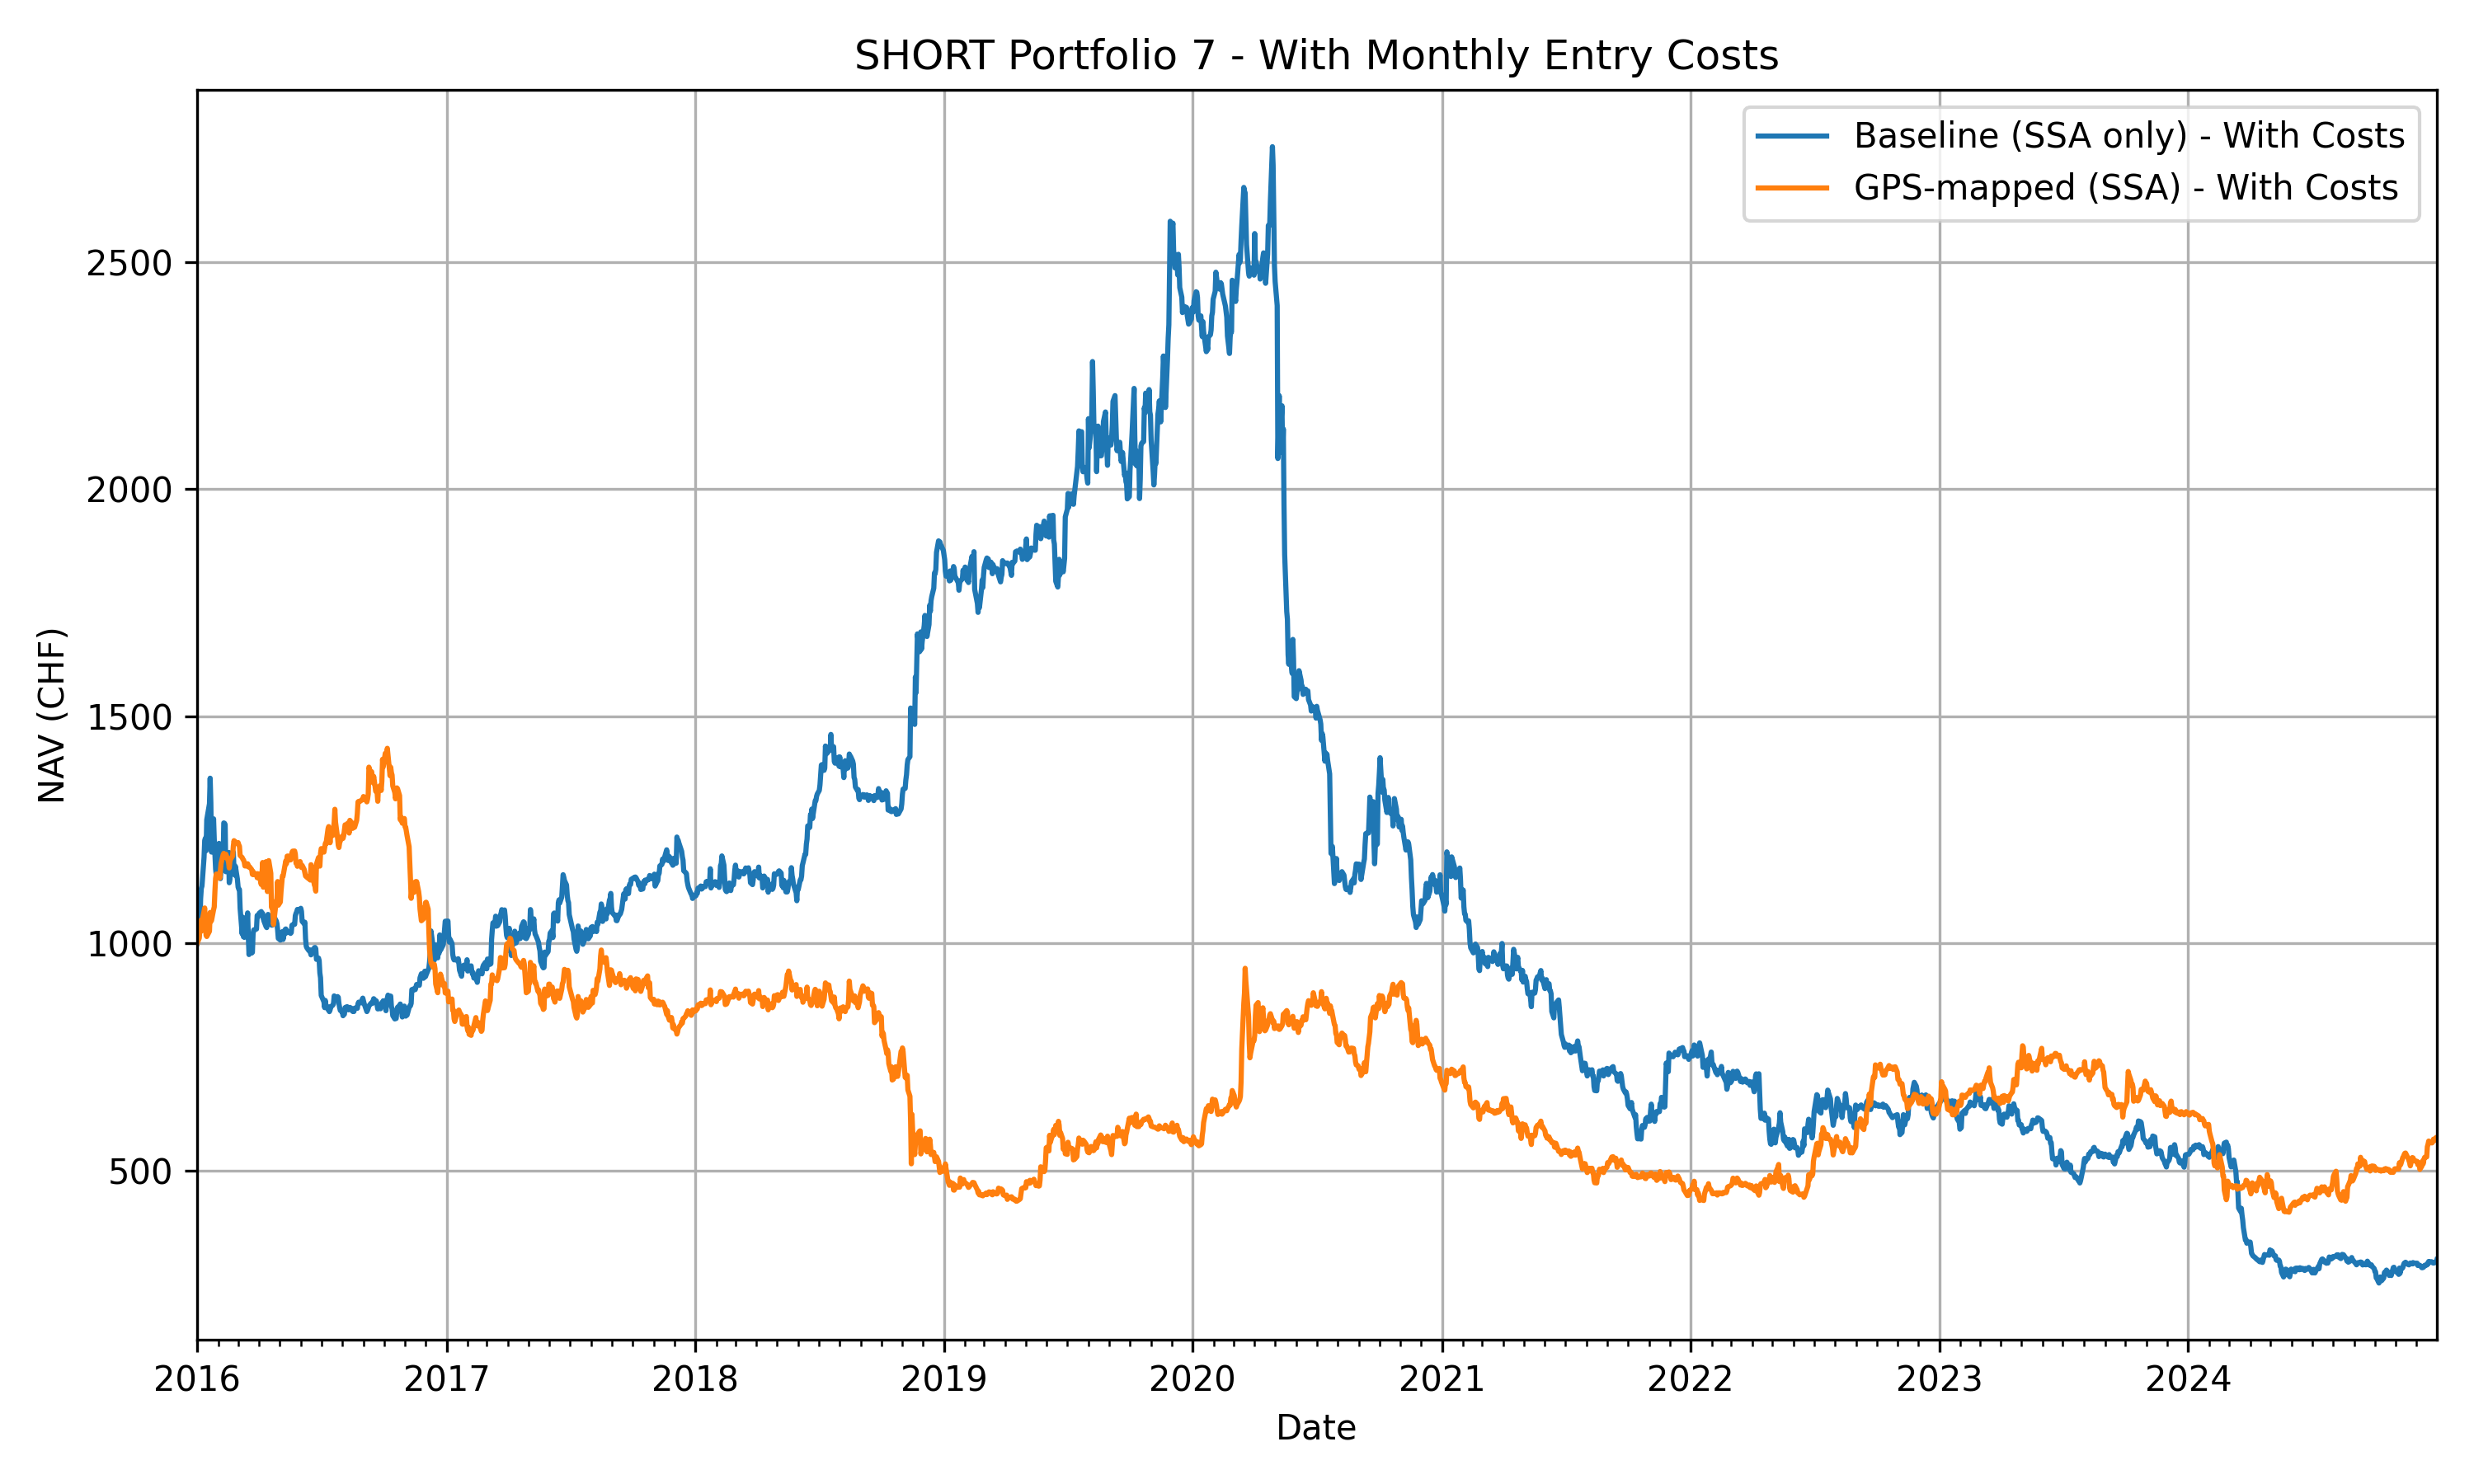 SHORT Portfolio 7 - With Monthly Entry Costs
Baseline (SSA only) - With Costs
GPS-mapped (SSA) - With Costs
NAV (CHF)
2500
2000
1500
1000
500
2016 2017 2018 2019 2020 2021 2022 2023 2024
Date